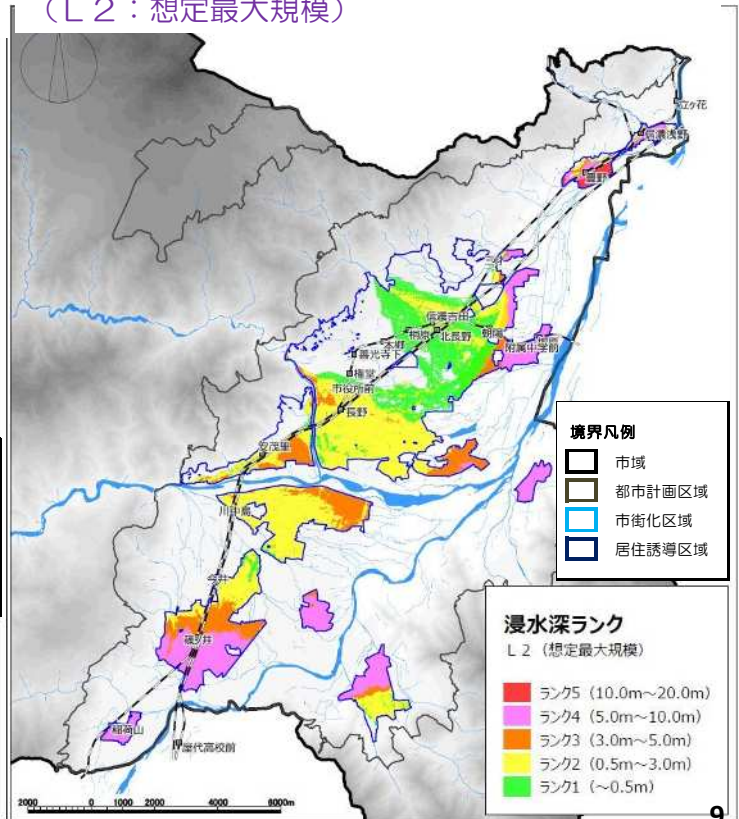 （L２：想定最大規模）
立ヶ花
信濃浅野
豊野
三才
信濃吉田
桐原
北長野
朝陽
附属中学前
本郷
善光寺下
権堂
市役所前
長野
安茂里
川中島
今井
篠ノ井
稲荷山
屋代高校前
境界凡例
市域
都市計画区域
市街化区域
居住誘導区域
浸水深ランク
L２（想定最大規模）
ランク5（10.0m～20.0m）
ランク4（5.0m～10.0m）
ランク3（3.0m～5.0m）
ランク2（0.5m～3.0m）
ランク1（～0.5m）
2000 0 1000 2000 4000 6000m
9